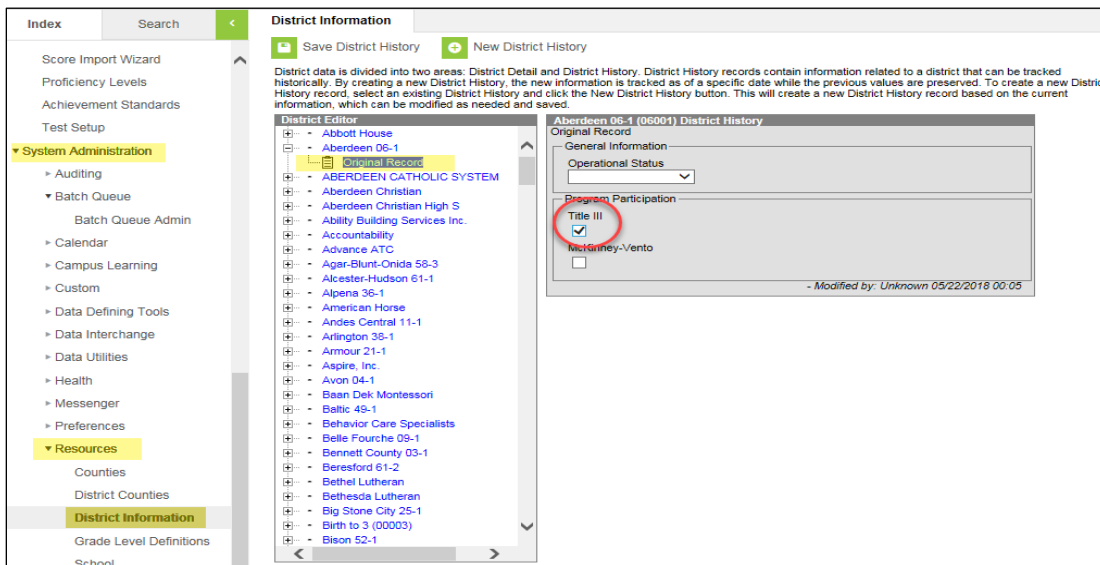 Index
Search
Score Import Wizard
Proficiency Levels
Achievement Standards
Test Setup
System Administration
Auditing
Batch Queue
Batch Queue Admin
Calendar
Campus Learning
Custom
Data Defining Tools
Data Interchange
Data Utilities
Health
Messenger
Preferences
Resources
Counties
District Counties
District Information
Grade Level Definitions
School
District Information
Save District History
New District History
District data is divided into two areas: District Detail and District History. District History records contain information related to a district that can be tracked
historically. By creating a new District History, the new information is tracked as of a specific date while the previous values are preserved. To create a new Distric
History record, select an existing District History and click the New District History button. This will create a new District History record based on the current
information, which can be modified as needed and saved.
District Editor
Abbott House
Aberdeen 06-1
Original Record
ABERDEEN CATHOLIC SYSTEM
Aberdeen Christian
Aberdeen Christian High S
Ability Building Services Inc.
Accountability
Advance ATC
Agar-Blunt-Onida 58-3
Alcester-Hudson 61-1
Alpena 36-1
American Horse
Andes Central 11-1
Arlington 38-1
Armour 21-1
Aspire, Inc.
Avon 04-1
Baan Dek Montessori
Baltic 49-1
Behavior Care Specialists
Belle Fourche 09-1
Bennett County 03-1
Beresford 61-2
Bethel Lutheran
Bethesda Lutheran
Big Stone City 25-1
Birth to 3 (00003)
Bison 52-1
Aberdeen 06-1 (06001) District History
Original Record
General Information
Operational Status
Program Participation
Title III
McKinney-Vento
- Modified by: Unknown 05/22/2018 00:05